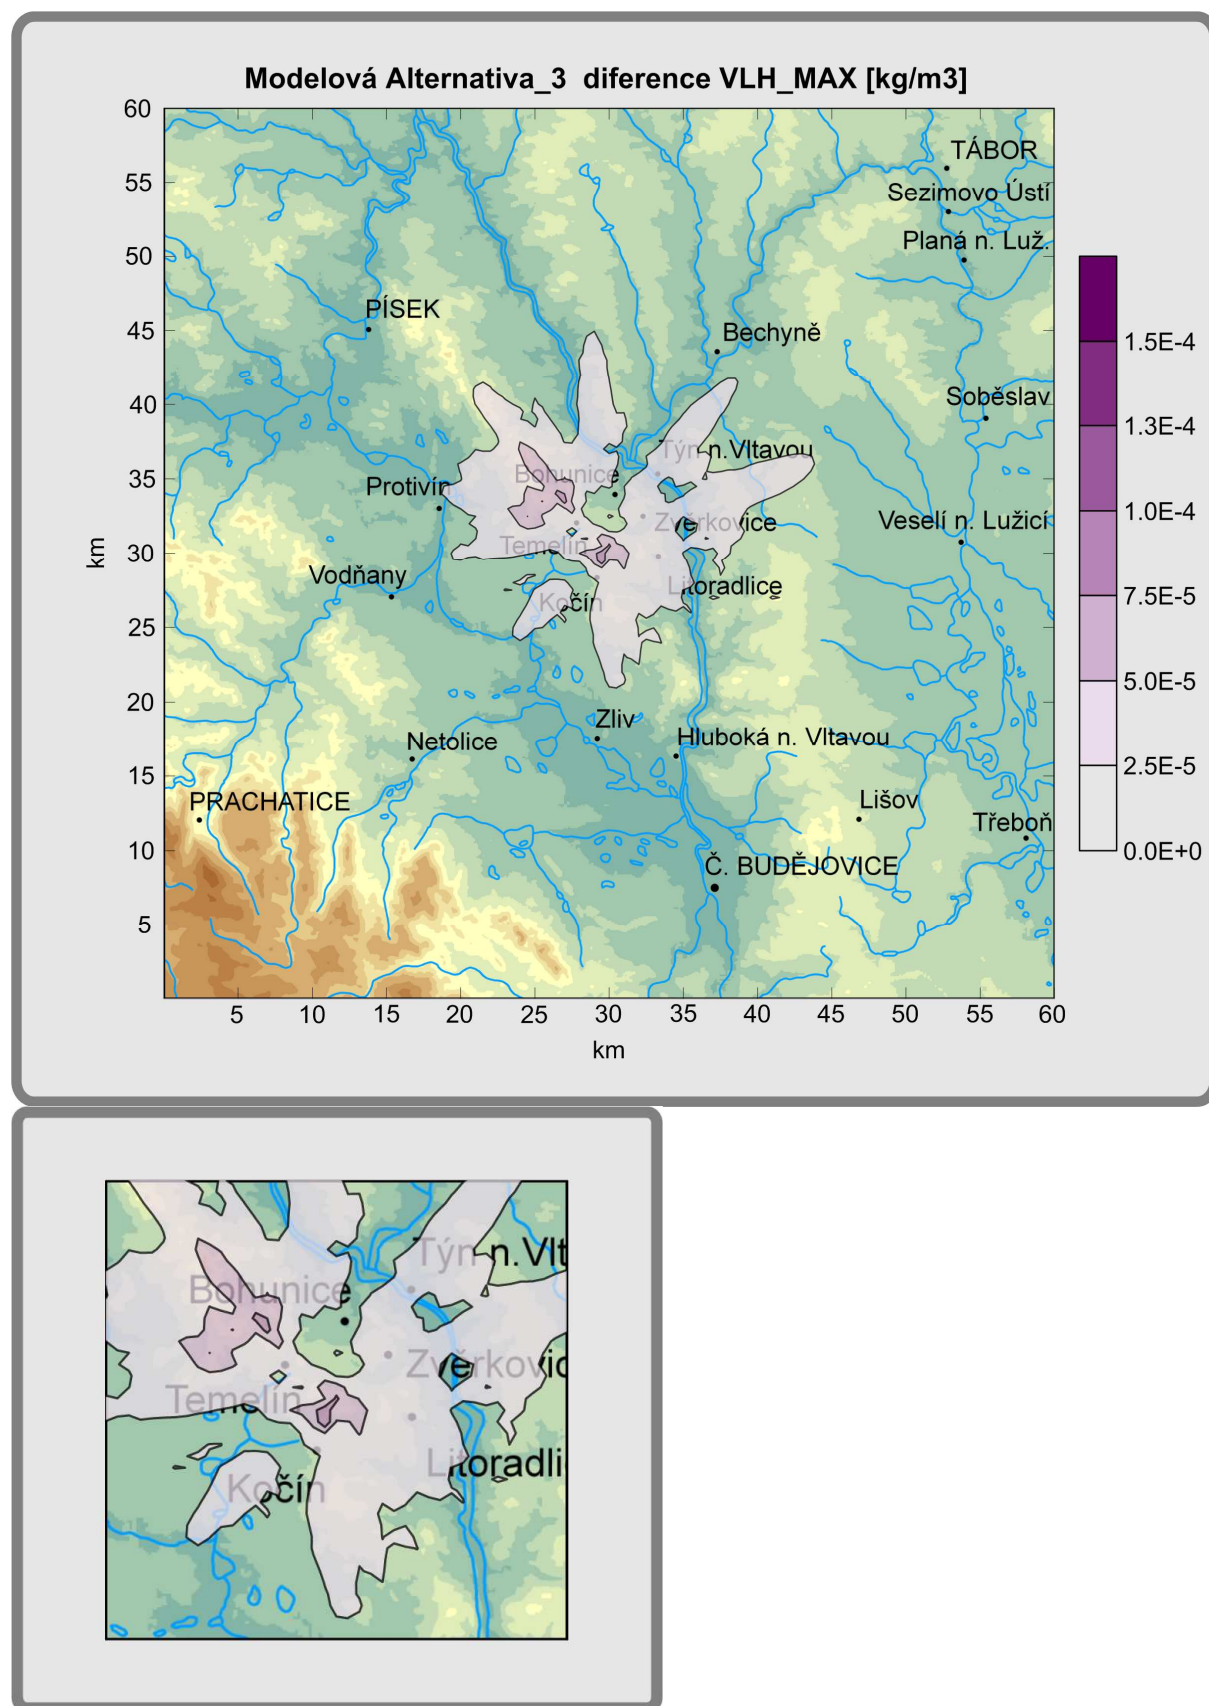 Modelová Alternativa_3  diference VLH_MAX [kg/m3]
60
TÁBOR
55
Sezimovo Ústí
Planá n. Luž.
50
PÍSEK
45
Bechyně
1.5E-4
40
Soběslav
1.3E-4
Týn n.Vltavou
35
Bohunice
Protivín
1.0E-4
Zvěrkovice
Veselí n. Lužicí
km
30
Temelín
Vodňany
Litoradlice
7.5E-5
Kočín
25
5.0E-5
20
Zliv
Hluboká n. Vltavou
Netolice
2.5E-5
15
PRACHATICE
Lišov
Třeboň
10
0.0E+0
Č. BUDĚJOVICE
5
5 10 15 20 25 30 35 40 45 50 55 60
km
Týn n.Vlt
Bohunice
Zvěrkovic
Temelín
Litoradli
Kočín